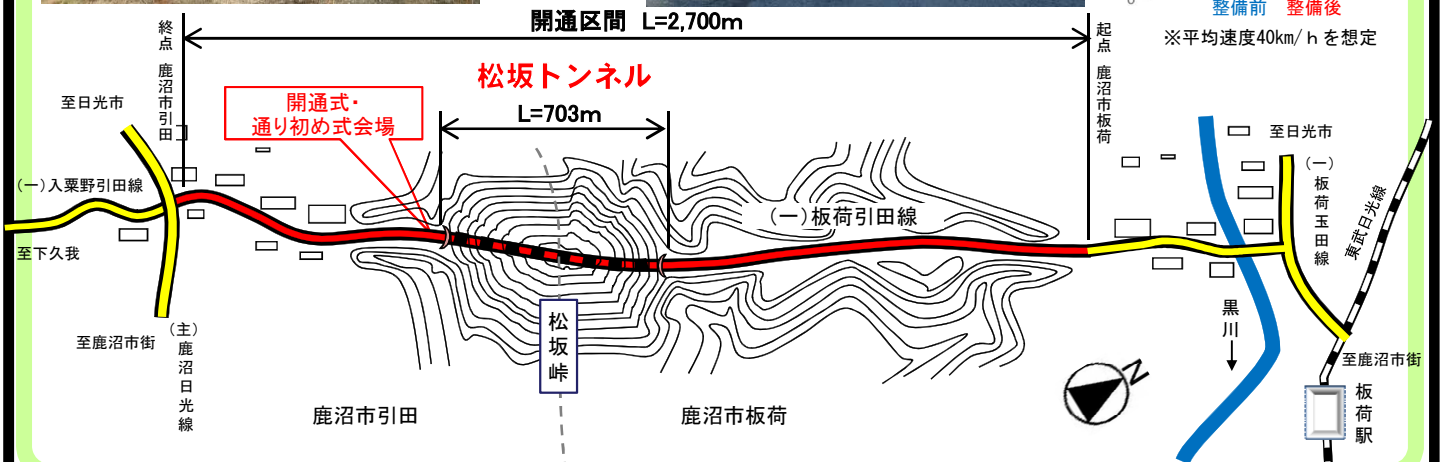 整備前 整備後
※平均速度40km/hを想定
開通区間 L=2,700m
終点 鹿沼市引田
起点 鹿沼市板荷
松坂トンネル
L=703m
開通式・
通り初め式会場
至日光市
(一)入粟野引田線
至下久我
至鹿沼市街
(主)鹿沼日光線
(一)板荷引田線
松坂峠
鹿沼市引田
鹿沼市板荷
至日光市
(一)板荷玉田線
東武日光線
黒川
至鹿沼市街
板荷駅
N